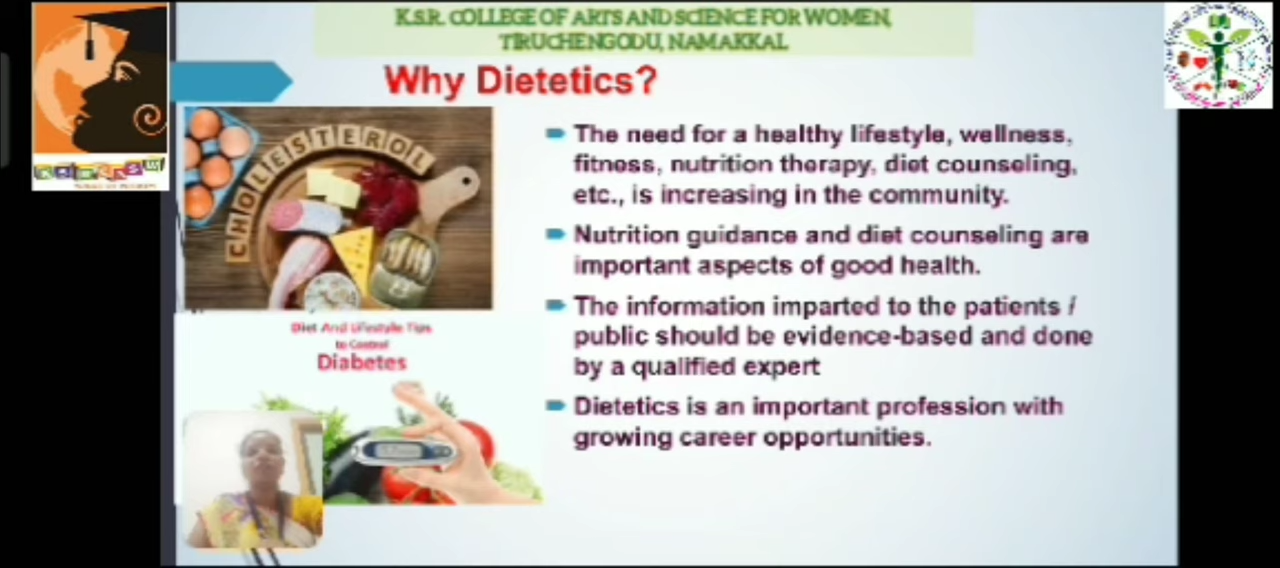 K.S.R. COLLEGE OF ARTS AND SCIENCE FOR WOMEN,
TIRUCHENGODU, NAMAKKAL
Why Dietetics?
CHOLESTEROL
The need for a healthy lifestyle, wellness,
fitness, nutrition therapy, diet counseling,
etc., is increasing in the community.
Nutrition guidance and diet counseling are
important aspects of good health.
The information imparted to the patients /
public should be evidence-based and done
by a qualified expert
Dietetics is an important profession with
growing career opportunities.
Diet And Lifestyle Tips
to Control
Diabetes